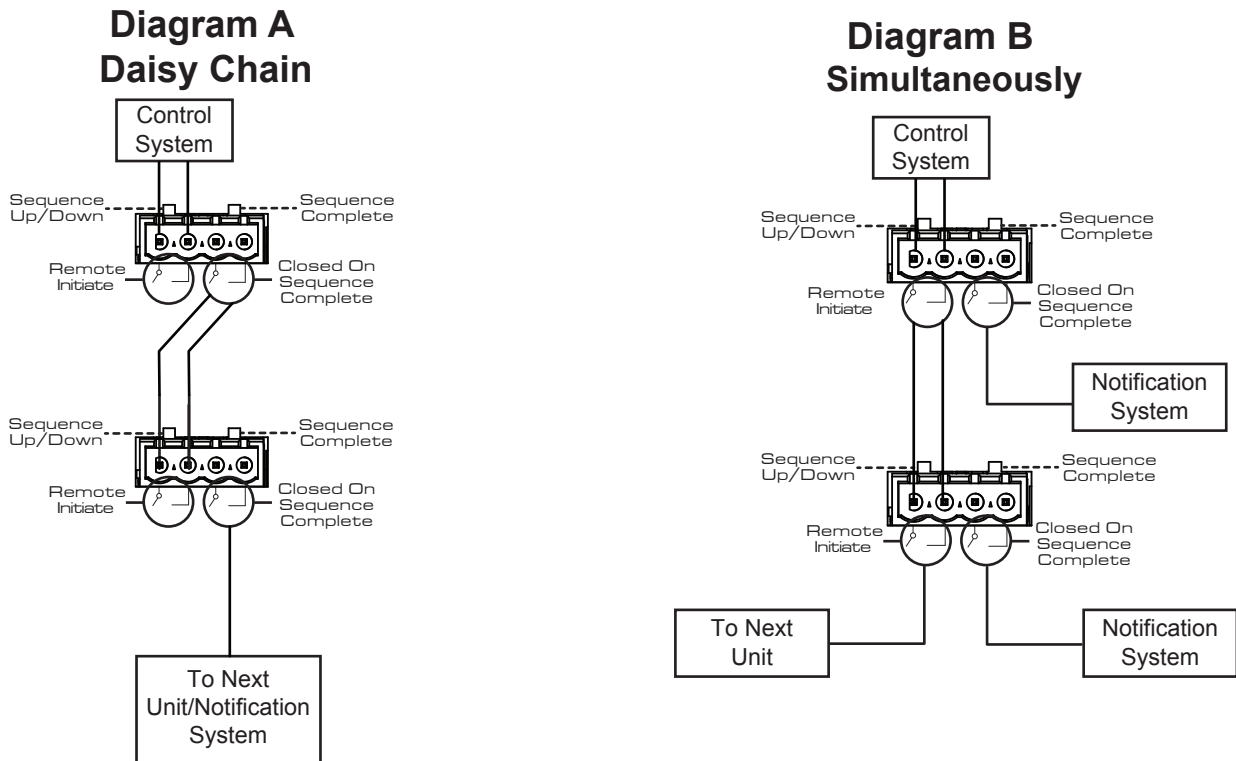 Diagram A
Daisy Chain
Control
System
Sequence
Up/Down
Sequence
Complete
Remote
Initiate
Closed On
Sequence
Complete
Sequence
Up/Down
Sequence
Complete
Remote
Initiate
Closed On
Sequence
Complete
To Next
Unit/Notification
System
Diagram B
Simultaneously
Control
System
Sequence
Up/Down
Sequence
Complete
Remote
Initiate
Closed On
Sequence
Complete
Notification
System
Sequence
Up/Down
Sequence
Complete
Remote
Initiate
Closed On
Sequence
Complete
To Next
Unit
Notification
System